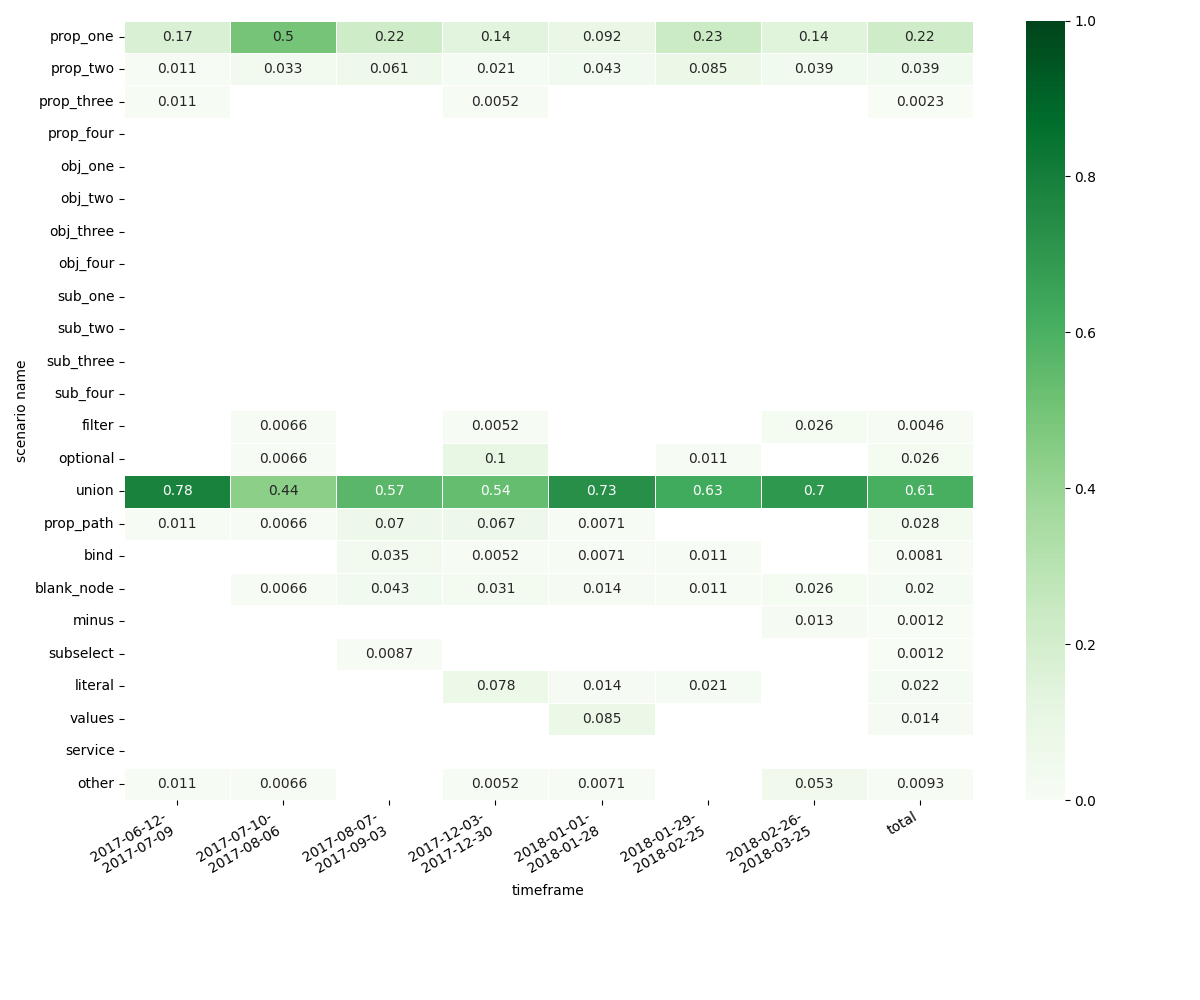 prop_one 0.17 0.5 0.22 0.14 0.092 0.23 0.14 0.22
prop_two 0.011 0.033 0.061 0.021 0.043 0.085 0.039 0.039
prop_three 0.011 0.0052 0.0023
prop_four
obj_one
obj_two
obj_three
obj_four
sub_one
sub_two
sub_three
sub_four
filter 0.0066 0.0052 0.026 0.0046
optional 0.0066 0.1 0.011 0.026
union 0.78 0.44 0.57 0.54 0.73 0.63 0.7 0.61
prop_path 0.011 0.0066 0.07 0.067 0.0071 0.028
bind 0.035 0.0052 0.0071 0.011 0.0081
blank_node 0.0066 0.043 0.031 0.014 0.011 0.026 0.02
minus 0.013 0.0012
subselect 0.0087 0.0012
literal 0.078 0.014 0.021 0.022
values 0.085 0.014
service
other 0.011 0.0066 0.0052 0.0071 0.053 0.0093
scenario name
2017-06-12-
2017-07-09
2017-07-10-
2017-08-06
2017-08-07-
2017-09-03
2017-12-03-
2017-12-30
2018-01-01-
2018-01-28
2018-01-29-
2018-02-25
2018-02-26-
2018-03-25
total
timeframe
1.0
0.8
0.6
0.4
0.2
0.0